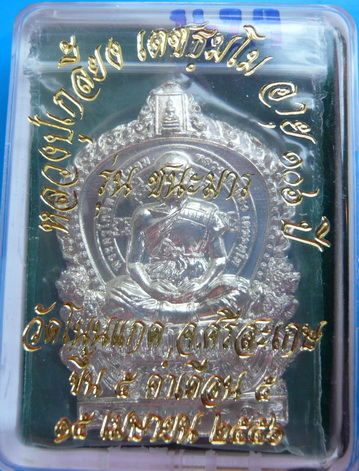 หลวงปู่เกลี้ยง เตชธมฺโม อายุ ๑๐๖ ปี
รุ่น ชนะมาร
วัดโนนแกด จ.ศรีสะเกษ
ขึ้น ๕ ค่ำเดือน ๕
๑๕ เมษายน ๒๕๕๖